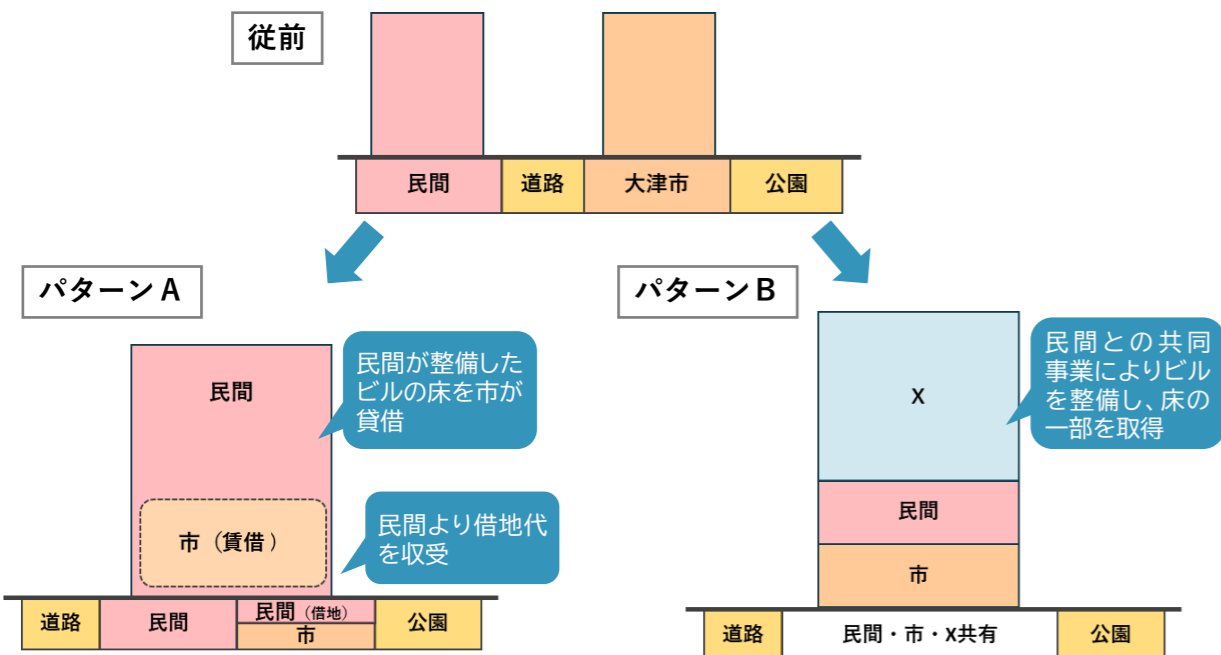 従前
民間
道路
大津市
公園
パターンA
民間
民間が整備した
ビルの床を市が
貸借
市（賃借）
民間より借地代
を収受
道路
民間
民間（借地）
市
公園
パターンB
X
民間との共同
事業によりビル
を整備し、床の
一部を取得
民間
市
道路
民間・市・X共有
公園